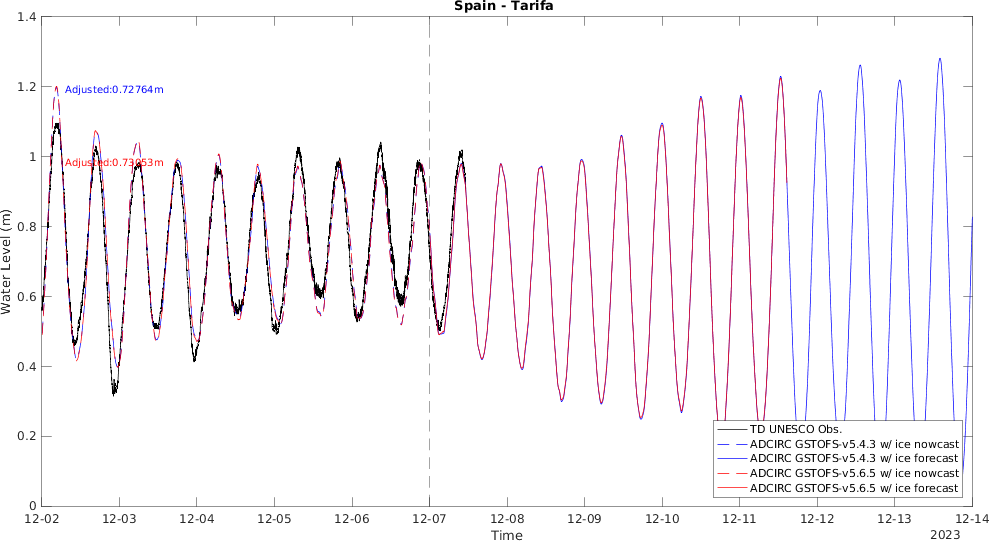 Spain - Tarifa
1.4
1.2
1
0.8
0.6
0.4
0.2
0
Water Level (m)
Adjusted:0.72764m
Adjusted:0.73053m
TD UNESCO Obs.
ADCIRC GSTOFS-v5.4.3 w/ ice nowcast
ADCIRC GSTOFS-v5.4.3 w/ ice forecast
ADCIRC GSTOFS-v5.6.5 w/ ice nowcast
ADCIRC GSTOFS-v5.6.5 w/ ice forecast
12-02 12-03 12-04 12-05 12-06 12-07 12-08 12-09 12-10 12-11 12-12 12-13 12-14
Time
2023